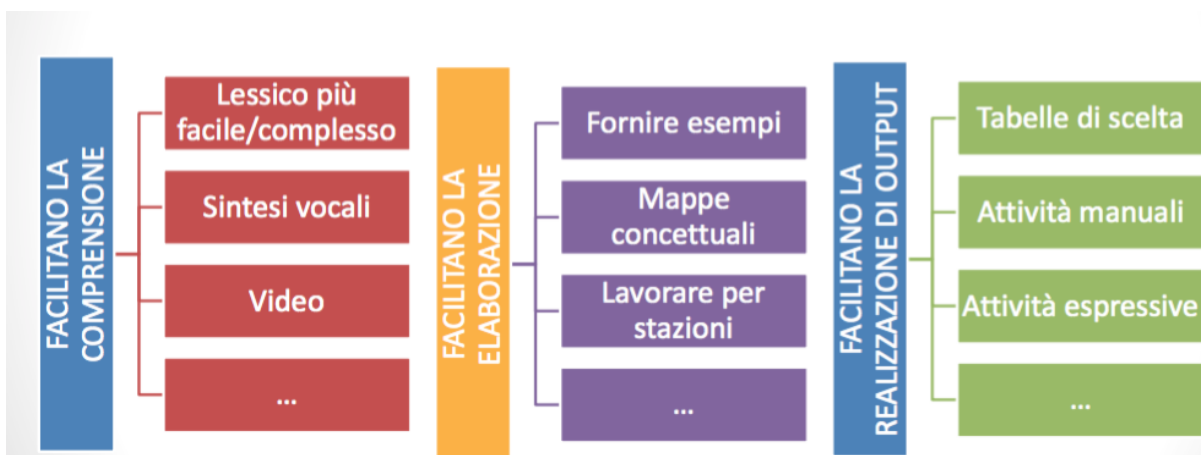 FACILITANO LA
COMPRENSIONE
Lessico più
facile/complesso
Sintesi vocali
Video
...
FACILITANO LA
ELABORAZIONE
Fornire esempi
Mappe
concettuali
Lavorare per
stazioni
...
FACILITANO LA
REALIZZAZIONE DI OUTPUT
Tabelle di scelta
Attività manuali
Attività espressive
...